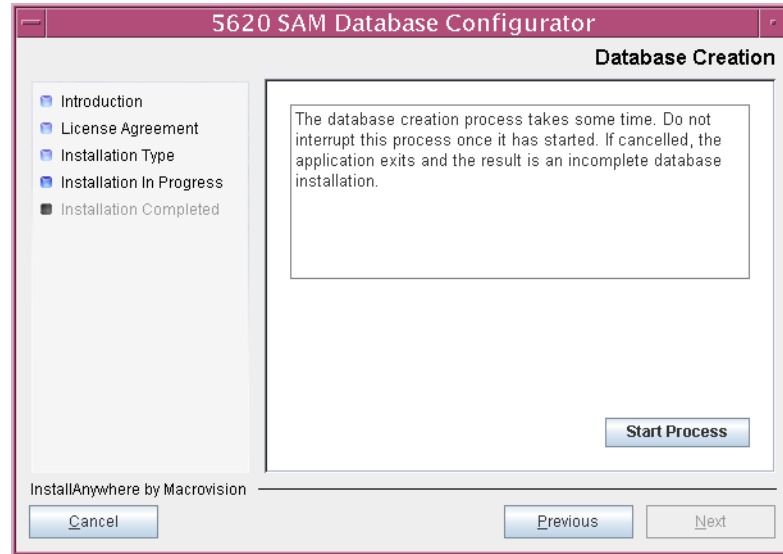 5620 SAM Database Configurator
Database Creation
Introduction
License Agreement
Installation Type
Installation In Progress
Installation Completed
The database creation process takes some time. Do not
interrupt this process once it has started. If cancelled, the
application exits and the result is an incomplete database
installation.
Start Process
InstallAnywhere by Macrovision
Cancel
Previous
Next